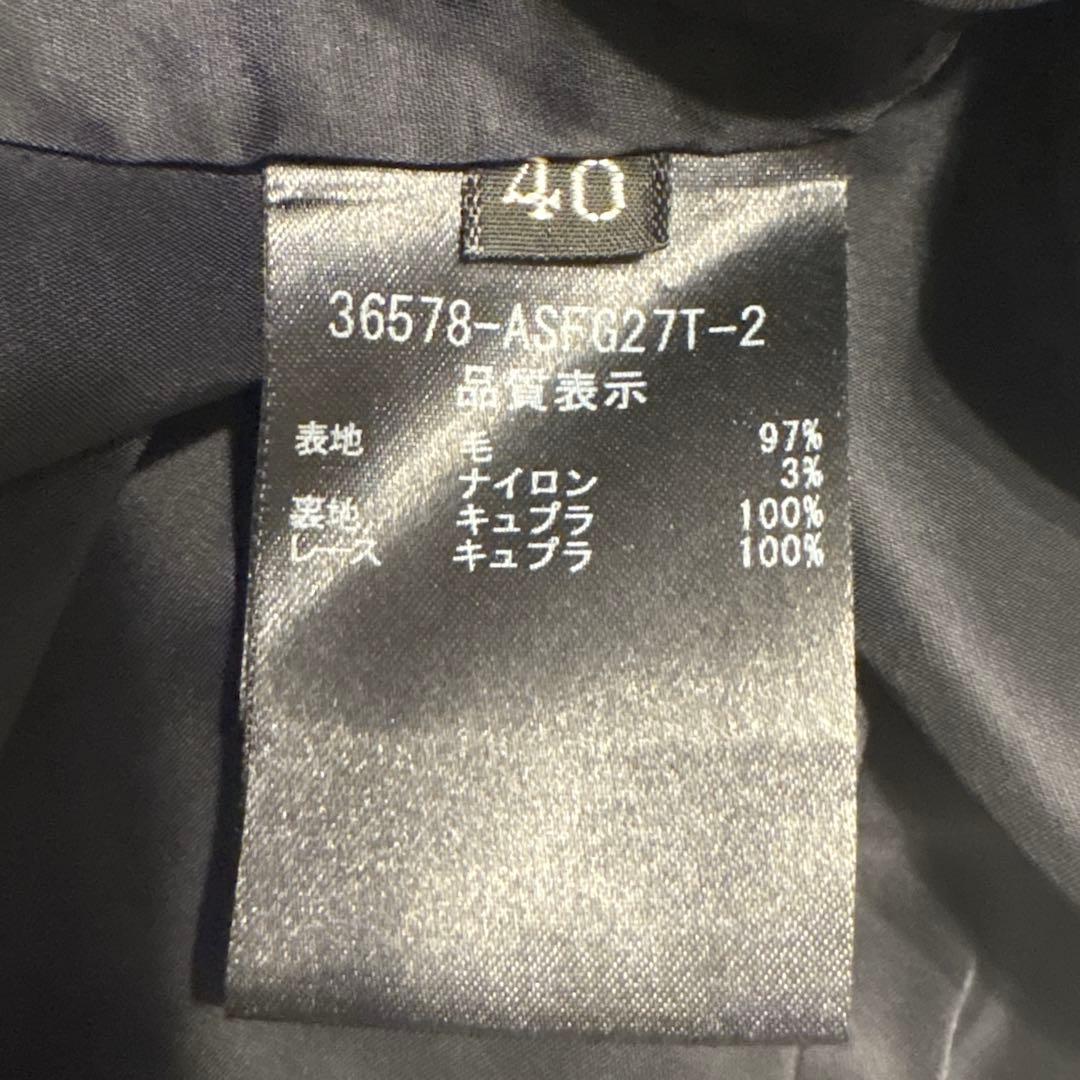 40
36578-ASFG27T-2
品質表示
表地 毛 97%
ナイロン 3%
裏地 キュプラ 100%
レース キュプラ 100%